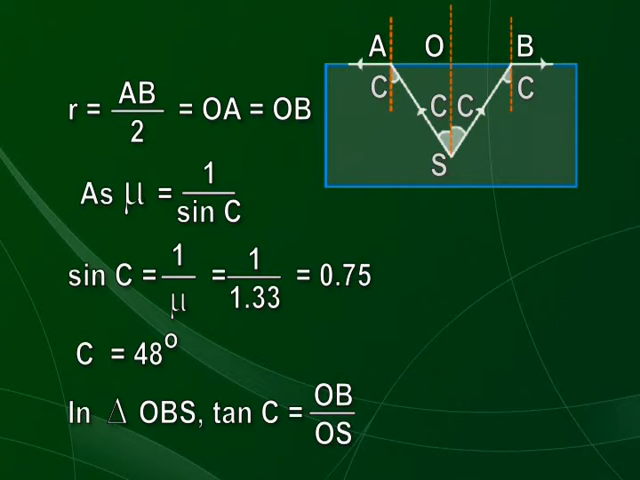 A O B
C C
C C
S
r = AB/2 = OA = OB
As μ = 1/sin C
sin C = 1/μ = 1/1.33 = 0.75
C = 48°
In Δ OBS, tan C = OB/OS